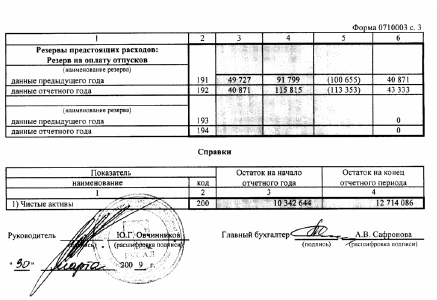 Форма 0710003 с. 3
1 2 3 4 5 6
Резервы предстоящих расходов:
Резерв на оплату отпусков
(наименование резерва)
данные предыдущего года 191 49 727 91 799 (100 655) 40 871
данные отчетного года 192 40 871 115 815 (113 353) 43 333
(наименование резерва)
данные предыдущего года 193 0
данные отчетного года 194 0
Справки
Показатель Остаток на начало Остаток на конец
наименование код отчетного года отчетного периода
1 2 3 4
1) Чистые активы 200 10 342 644 12 714 086
Руководитель Ю.Г. Овчинников Главный бухгалтер А.В. Сафронова
(подпись) (расшифровка подписи) (подпись) (расшифровка подписи)
"30" марта 2009 г.